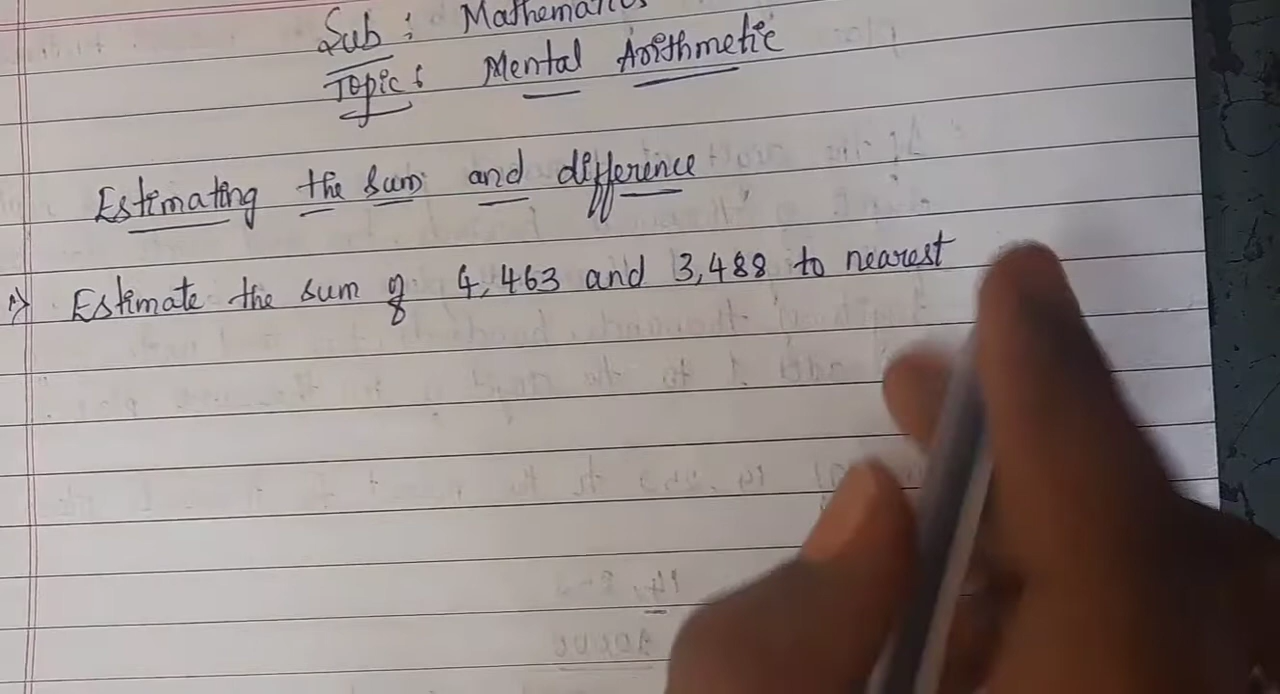 Sub : Mathematics
Topic : Mental Arithmetic
Estimating the sum and difference
1) Estimate the sum of 4,463 and 3,488 to nearest